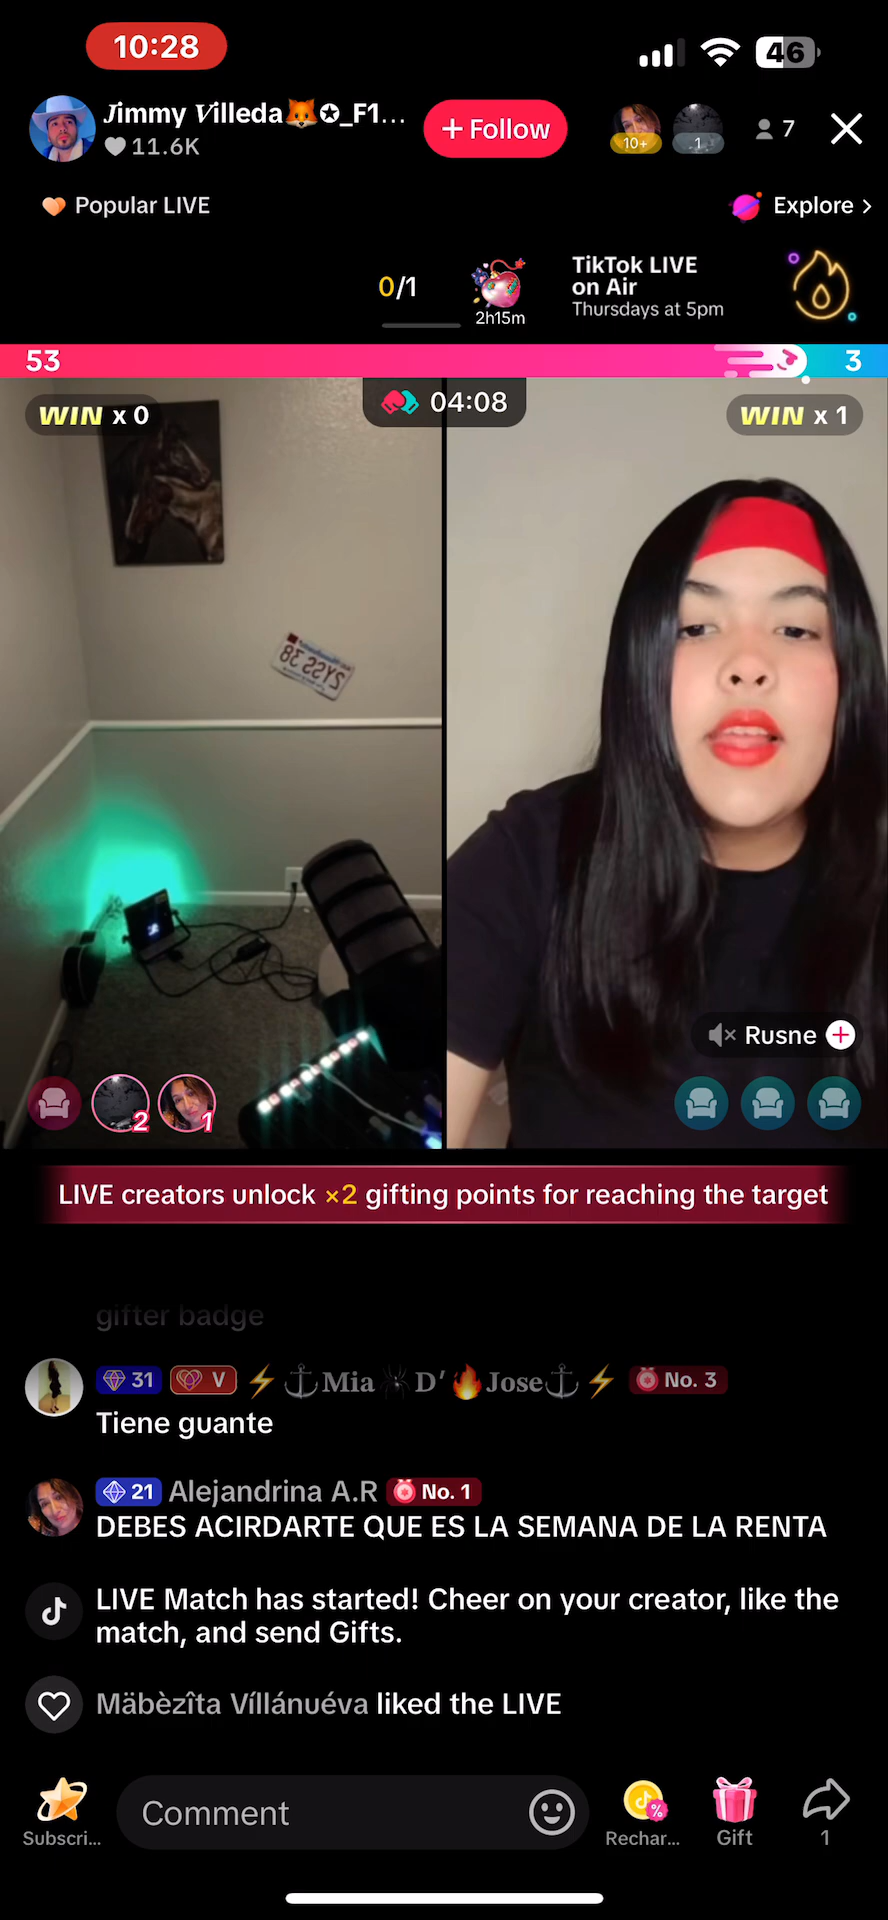 10:28
46
Jimmy Villeda🦊✪_F1...
11.6K
+ Follow
10+
1
7
Popular LIVE
Explore >
0/1
2h15m
TikTok LIVE
on Air
Thursdays at 5pm
53
3
WIN x 0
04:08
WIN x 1
Rusne
2
1
LIVE creators unlock ×2 gifting points for reaching the target
gifter badge
31 V ⚡⚓Mia🕷D′🔥Jose⚓⚡ No. 3
Tiene guante
21 Alejandrina A.R No. 1
DEBES ACIRDARTE QUE ES LA SEMANA DE LA RENTA
LIVE Match has started! Cheer on your creator, like the
match, and send Gifts.
Mäbèzîta Víllánuéva liked the LIVE
Comment
Subscri...
Rechar...
Gift
1